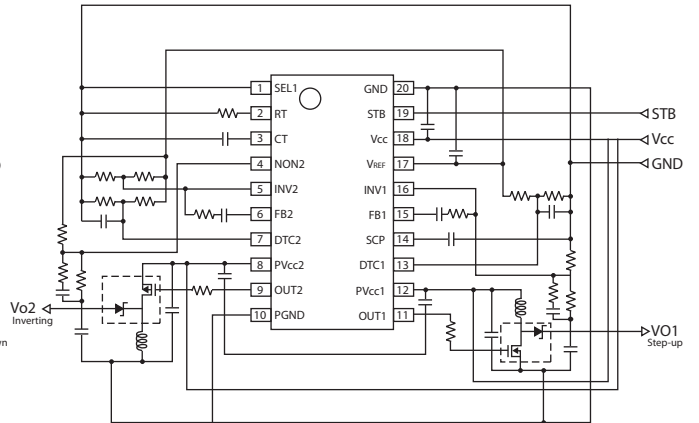 1 SEL1
2 RT
3 CT
4 NON2
5 INV2
6 FB2
7 DTC2
8 PVcc2
9 OUT2
10 PGND
GND 20
STB 19
Vcc 18
VREF 17
INV1 16
FB1 15
SCP 14
DTC1 13
PVcc1 12
OUT1 11
STB
Vcc
GND
Vo2
Inverting
VO1
Step-up